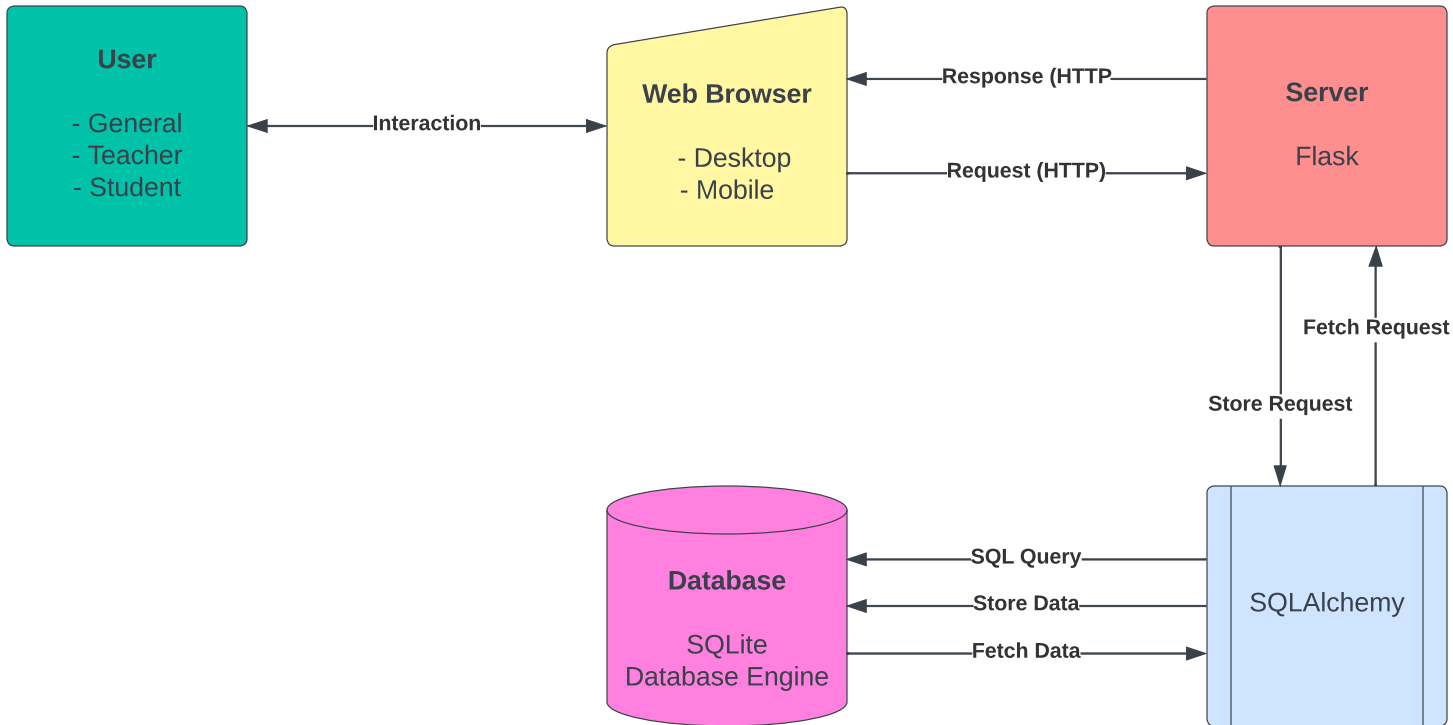 User
- General
- Teacher
- Student
Interaction
Web Browser
- Desktop
- Mobile
Response (HTTP
Request (HTTP)
Server
Flask
Fetch Request
Store Request
Database
SQLite
Database Engine
SQL Query
Store Data
Fetch Data
SQLAlchemy